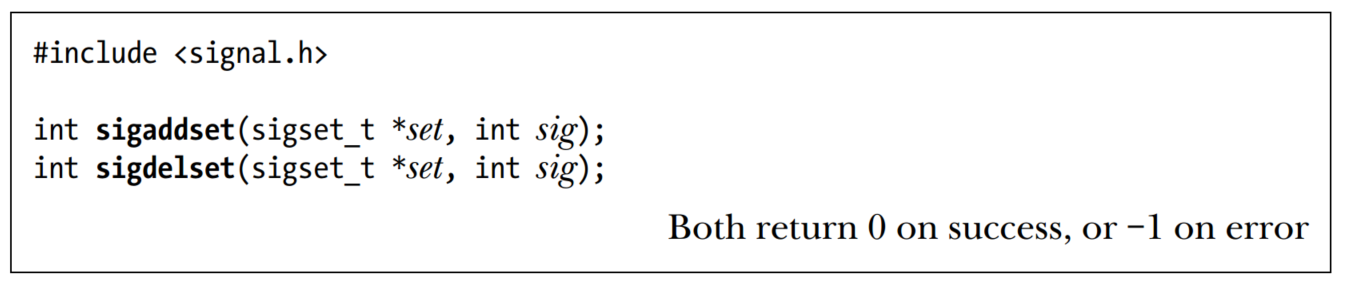 #include <signal.h>
int sigaddset(sigset_t *set, int sig);
int sigdelset(sigset_t *set, int sig);
Both return 0 on success, or −1 on error